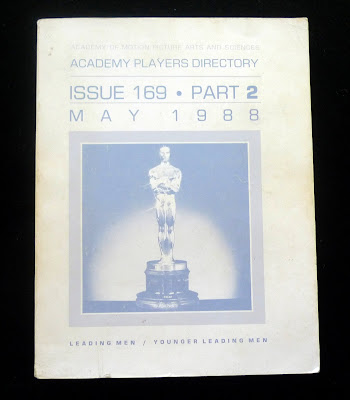 ACADEMY OF MOTION PICTURE ARTS AND SCIENCES
ACADEMY PLAYERS DIRECTORY
ISSUE 169 • PART 2
MAY 1988
LEADING MEN / YOUNGER LEADING MEN